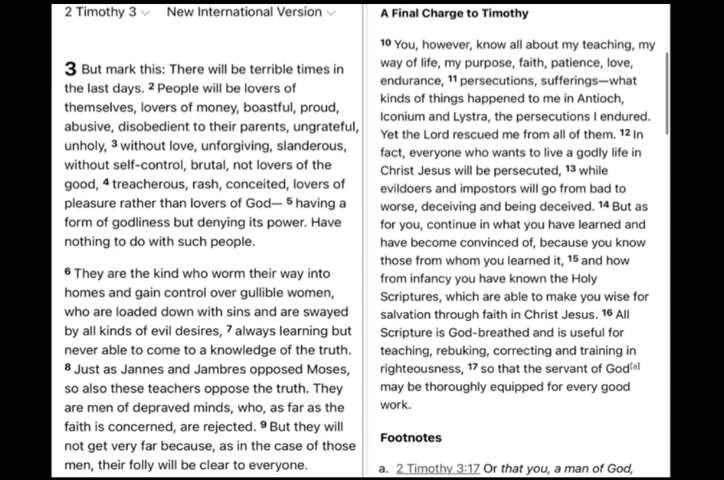 2 Timothy 3 New International Version
3 But mark this: There will be terrible times in
the last days. 2 People will be lovers of
themselves, lovers of money, boastful, proud,
abusive, disobedient to their parents, ungrateful,
unholy, 3 without love, unforgiving, slanderous,
without self-control, brutal, not lovers of the
good, 4 treacherous, rash, conceited, lovers of
pleasure rather than lovers of God— 5 having a
form of godliness but denying its power. Have
nothing to do with such people.
6 They are the kind who worm their way into
homes and gain control over gullible women,
who are loaded down with sins and are swayed
by all kinds of evil desires, 7 always learning but
never able to come to a knowledge of the truth.
8 Just as Jannes and Jambres opposed Moses,
so also these teachers oppose the truth. They
are men of depraved minds, who, as far as the
faith is concerned, are rejected. 9 But they will
not get very far because, as in the case of those
men, their folly will be clear to everyone.
A Final Charge to Timothy
10 You, however, know all about my teaching, my
way of life, my purpose, faith, patience, love,
endurance, 11 persecutions, sufferings—what
kinds of things happened to me in Antioch,
Iconium and Lystra, the persecutions I endured.
Yet the Lord rescued me from all of them. 12 In
fact, everyone who wants to live a godly life in
Christ Jesus will be persecuted, 13 while
evildoers and impostors will go from bad to
worse, deceiving and being deceived. 14 But as
for you, continue in what you have learned and
have become convinced of, because you know
those from whom you learned it, 15 and how
from infancy you have known the Holy
Scriptures, which are able to make you wise for
salvation through faith in Christ Jesus. 16 All
Scripture is God-breathed and is useful for
teaching, rebuking, correcting and training in
righteousness, 17 so that the servant of God[a]
may be thoroughly equipped for every good
work.
Footnotes
a. 2 Timothy 3:17 Or that you, a man of God,